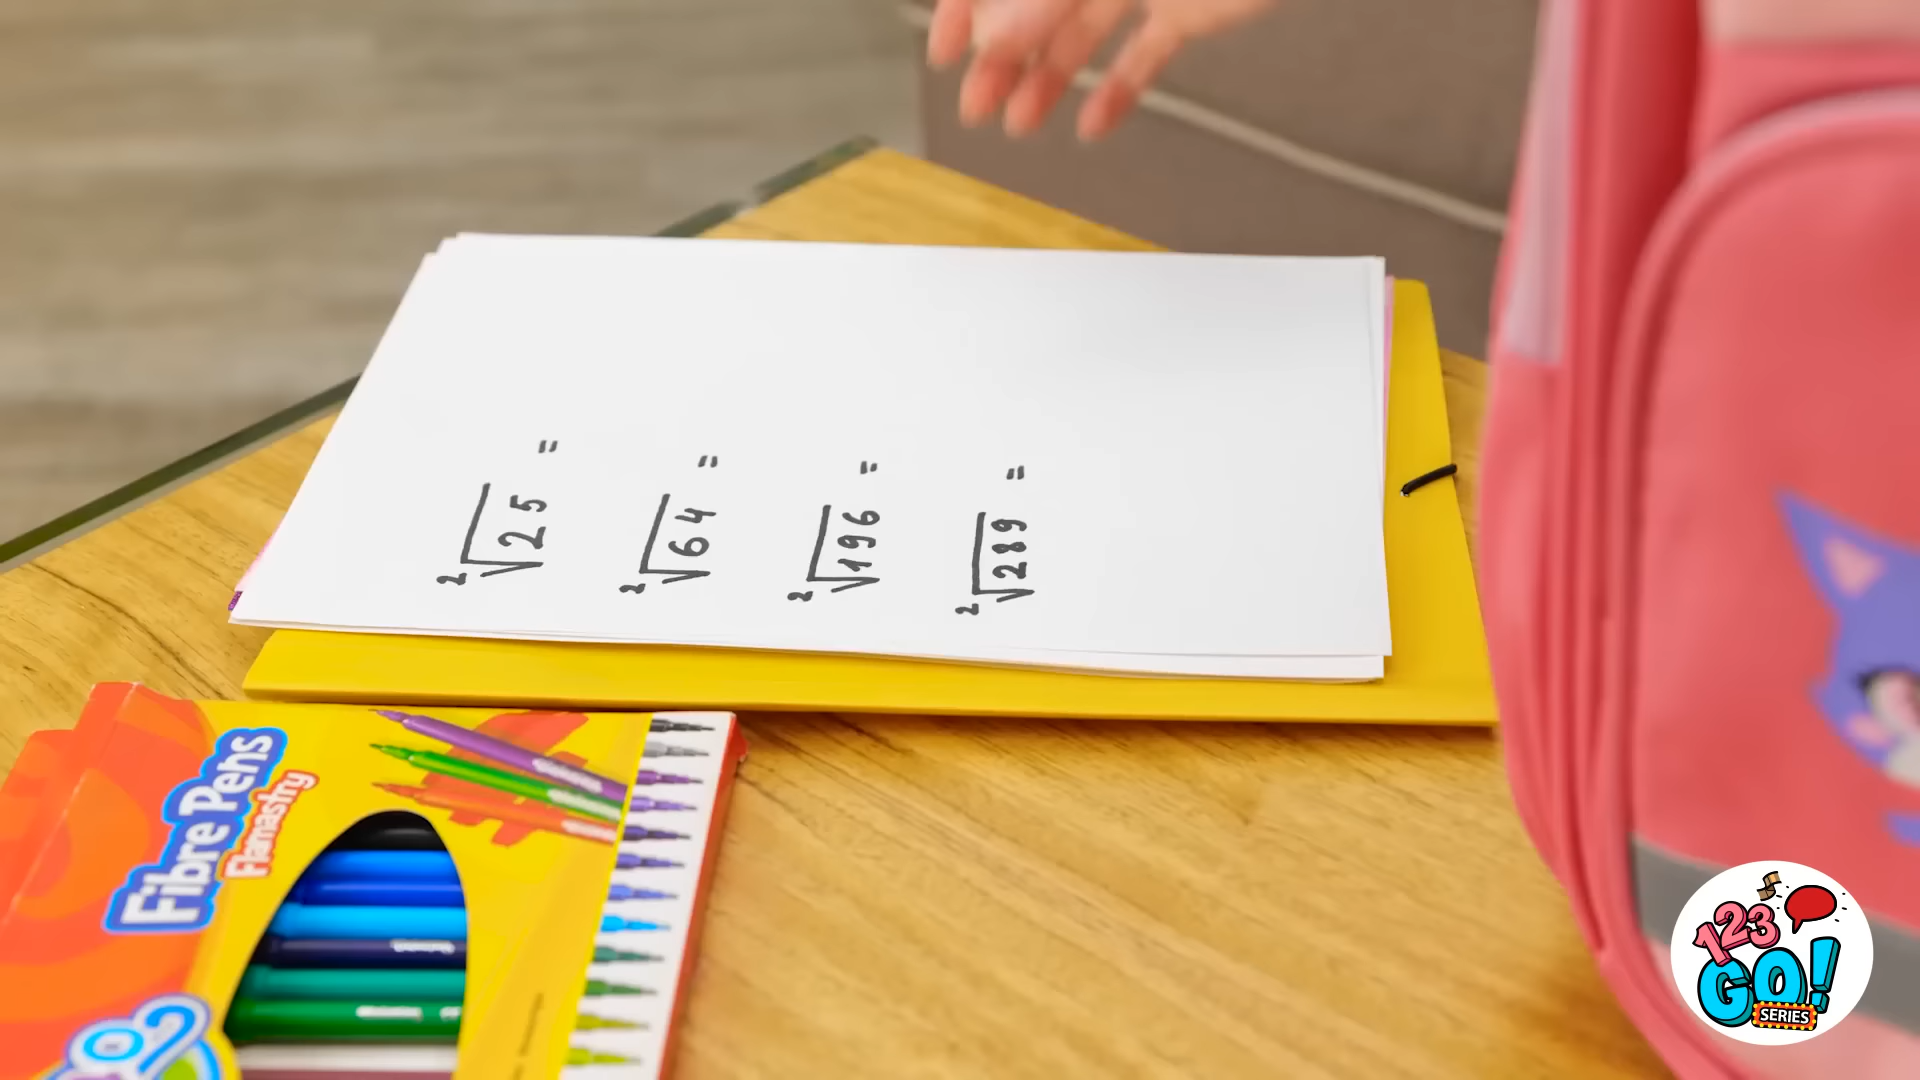 ²√25 =
²√64 =
²√196 =
²√289 =
Fibre Pens
Flamastry
123
GO!
SERIES